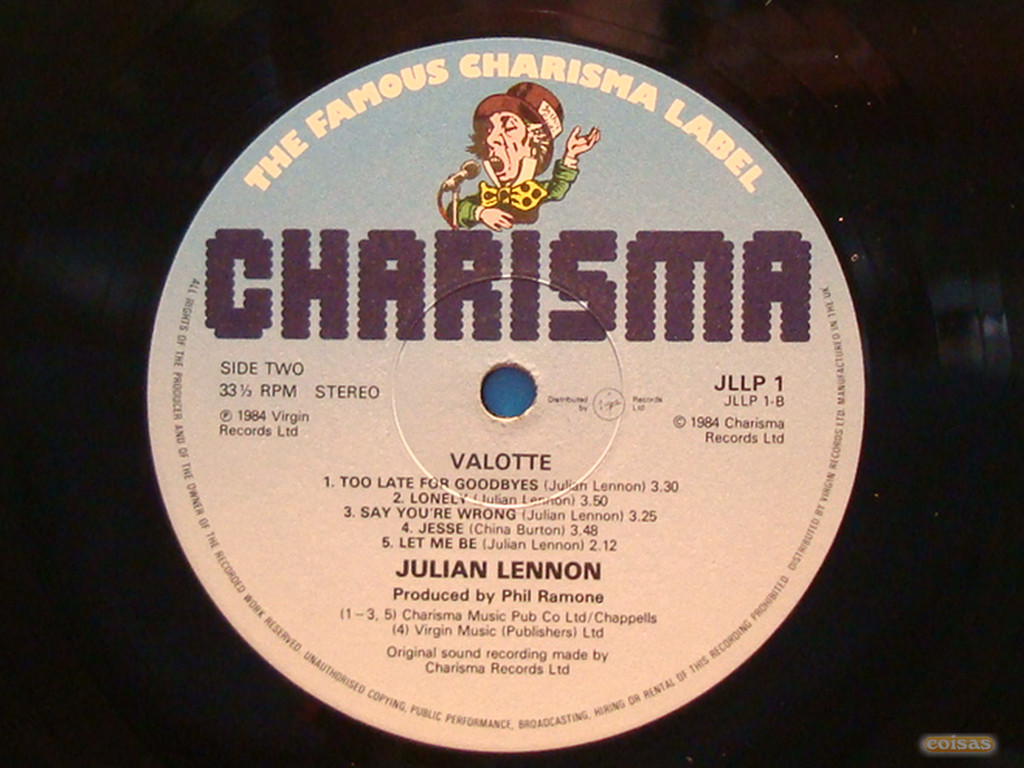 THE FAMOUS CHARISMA LABEL
CHARISMA
SIDE TWO
33⅓ RPM STEREO
℗ 1984 Virgin
Records Ltd
Distributed
by
Virgin
Records
Ltd
JLLP 1
JLLP 1-B
© 1984 Charisma
Records Ltd
VALOTTE
1. TOO LATE FOR GOODBYES (Julian Lennon) 3.30
2. LONELY (Julian Lennon) 3.50
3. SAY YOU'RE WRONG (Julian Lennon) 3.25
4. JESSE (China Burton) 3.48
5. LET ME BE (Julian Lennon) 2.12
JULIAN LENNON
Produced by Phil Ramone
(1–3, 5) Charisma Music Pub Co Ltd/Chappells
(4) Virgin Music (Publishers) Ltd
Original sound recording made by
Charisma Records Ltd
ALL RIGHTS OF THE PRODUCER AND OF THE OWNER OF THE RECORDED WORK RESERVED. UNAUTHORISED COPYING, PUBLIC PERFORMANCE, BROADCASTING, HIRING OR RENTAL OF THIS RECORDING PROHIBITED. DISTRIBUTED BY VIRGIN RECORDS LTD. MANUFACTURED IN THE UK.
coisas